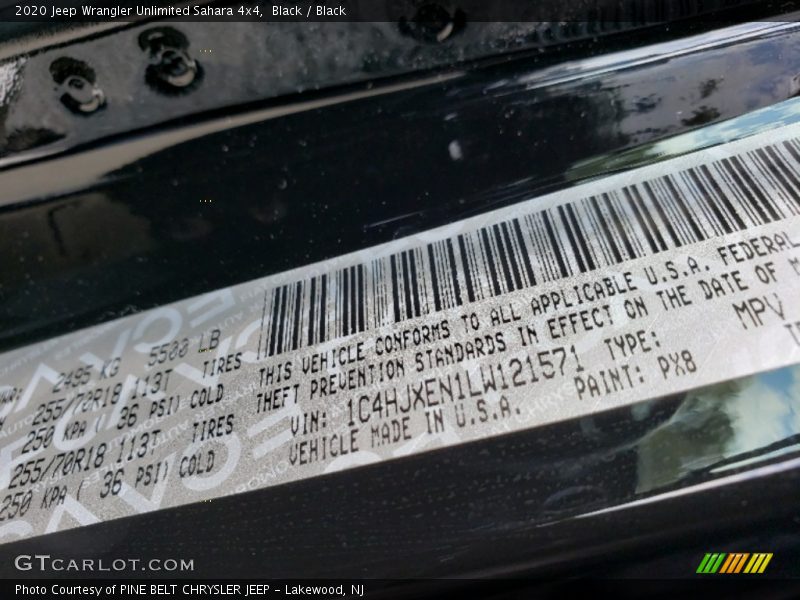 2020 Jeep Wrangler Unlimited Sahara 4x4, Black / Black
2495 KG 5500 LB
255/70R18 113T TIRES
250 KPA ( 36 PSI) COLD
255/70R18 113T TIRES
250 KPA ( 36 PSI) COLD
THIS VEHICLE CONFORMS TO ALL APPLICABLE U.S.A. FEDERAL
THEFT PREVENTION STANDARDS IN EFFECT ON THE DATE OF
VIN: 1C4HJXEN1LW121571 TYPE: MPV
VEHICLE MADE IN U.S.A. PAINT: PX8
GTCARLOT.COM
Photo Courtesy of PINE BELT CHRYSLER JEEP - Lakewood, NJ